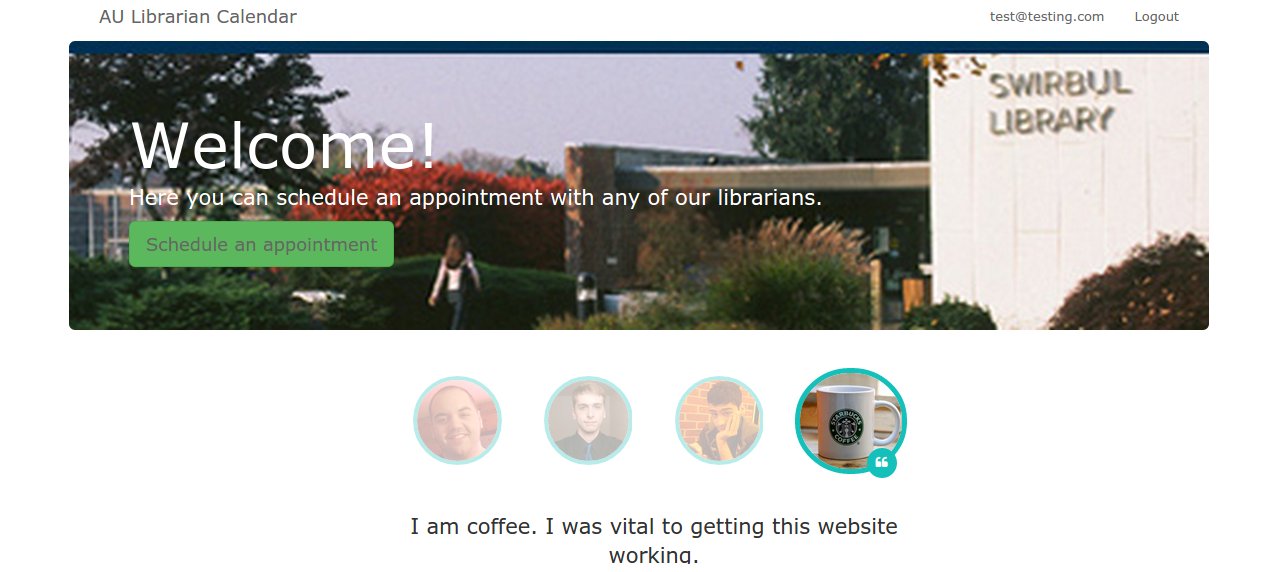 AU Librarian Calendar
test@testing.com
Logout
SWIRBUL
LIBRARY
Welcome!
Here you can schedule an appointment with any of our librarians.
Schedule an appointment
STARBUCKS
COFFEE
I am coffee. I was vital to getting this website
working.